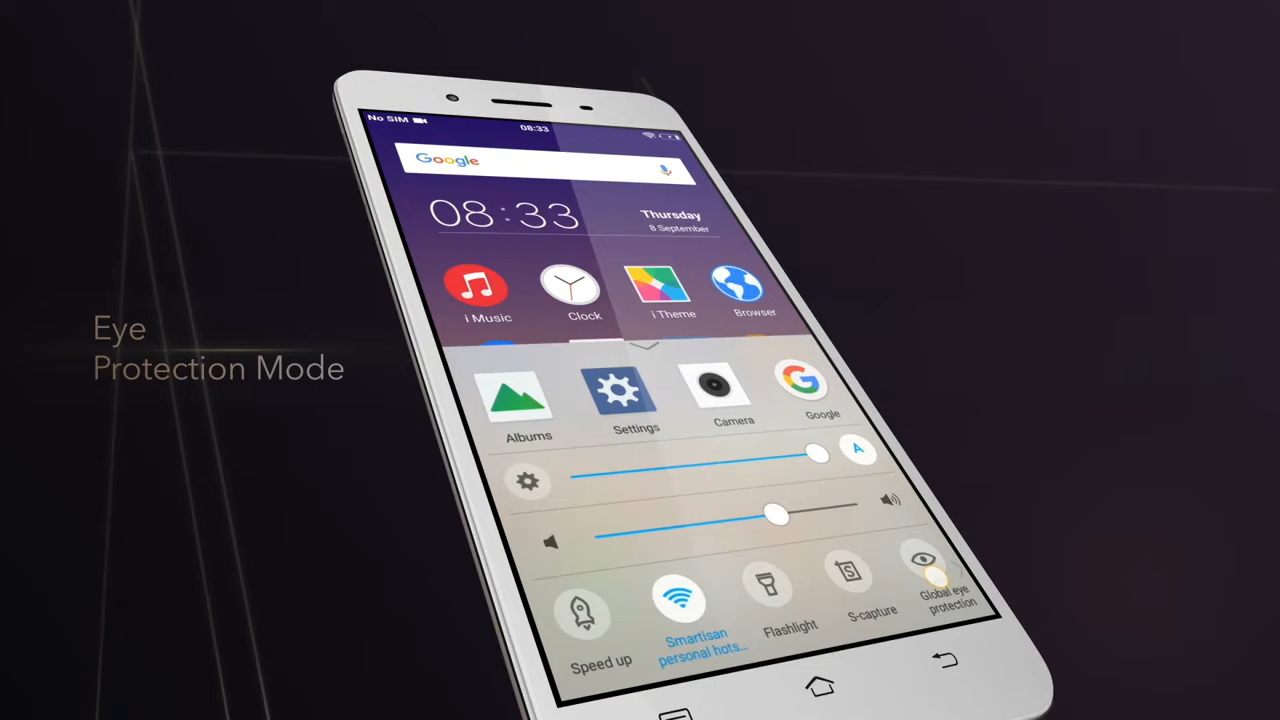 Eye
Protection Mode
No SIM
08:33
Google
08:33
Thursday
8 September
i Music
Clock
i Theme
Browser
Albums
Settings
Camera
Google
A
Speed up
Smartisan
personal hots...
Flashlight
S
S-capture
Global eye
protection